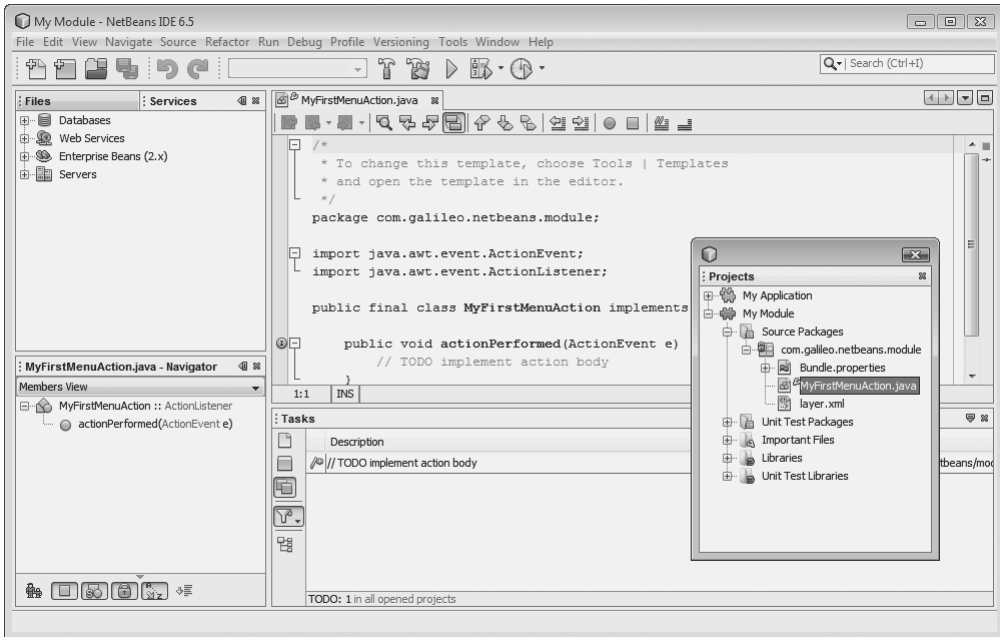 My Module - NetBeans IDE 6.5
File Edit View Navigate Source Refactor Run Debug Profile Versioning Tools Window Help
Search (Ctrl+I)
Files
Services
Databases
Web Services
Enterprise Beans (2.x)
Servers
MyFirstMenuAction.java
/*
* To change this template, choose Tools | Templates
* and open the template in the editor.
*/
package com.galileo.netbeans.module;
import java.awt.event.ActionEvent;
import java.awt.event.ActionListener;
public final class MyFirstMenuAction implements
public void actionPerformed(ActionEvent e)
// TODO implement action body
}
1:1 INS
MyFirstMenuAction.java - Navigator
Members View
MyFirstMenuAction :: ActionListener
actionPerformed(ActionEvent e)
Tasks
Description
// TODO implement action body
TODO: 1 in all opened projects
Projects
My Application
My Module
Source Packages
com.galileo.netbeans.module
Bundle.properties
MyFirstMenuAction.java
layer.xml
Unit Test Packages
Important Files
Libraries
Unit Test Libraries